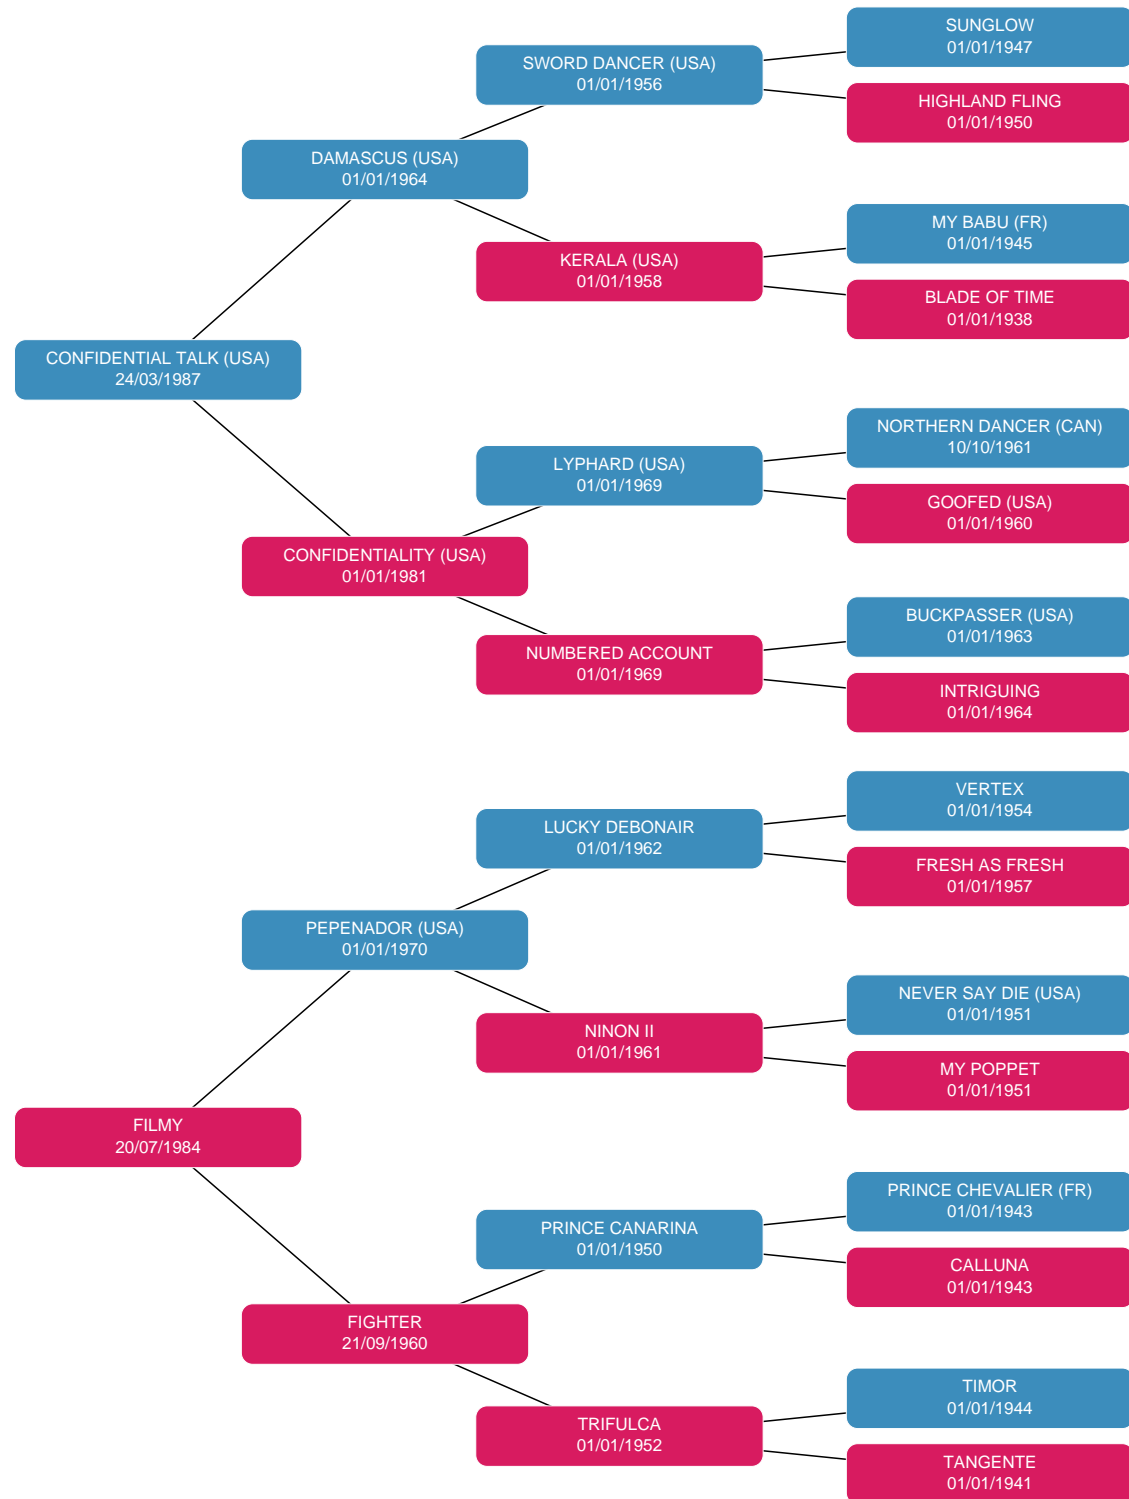 SUNGLOW
01/01/1947
SWORD DANCER (USA)
01/01/1956
HIGHLAND FLING
01/01/1950
DAMASCUS (USA)
01/01/1964
MY BABU (FR)
01/01/1945
KERALA (USA)
01/01/1958
BLADE OF TIME
01/01/1938
CONFIDENTIAL TALK (USA)
24/03/1987
NORTHERN DANCER (CAN)
10/10/1961
LYPHARD (USA)
01/01/1969
GOOFED (USA)
01/01/1960
CONFIDENTIALITY (USA)
01/01/1981
BUCKPASSER (USA)
01/01/1963
NUMBERED ACCOUNT
01/01/1969
INTRIGUING
01/01/1964
VERTEX
01/01/1954
LUCKY DEBONAIR
01/01/1962
FRESH AS FRESH
01/01/1957
PEPENADOR (USA)
01/01/1970
NEVER SAY DIE (USA)
01/01/1951
NINON II
01/01/1961
MY POPPET
01/01/1951
FILMY
20/07/1984
PRINCE CHEVALIER (FR)
01/01/1943
PRINCE CANARINA
01/01/1950
CALLUNA
01/01/1943
FIGHTER
21/09/1960
TIMOR
01/01/1944
TRIFULCA
01/01/1952
TANGENTE
01/01/1941